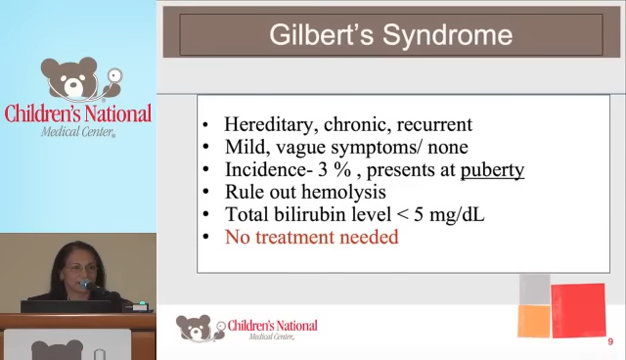 Gilbert's Syndrome
Children's National
Medical Center
• Hereditary, chronic, recurrent
• Mild, vague symptoms/ none
• Incidence- 3 % , presents at puberty
• Rule out hemolysis
• Total bilirubin level < 5 mg/dL
• No treatment needed
Children's National
Medical Center
9